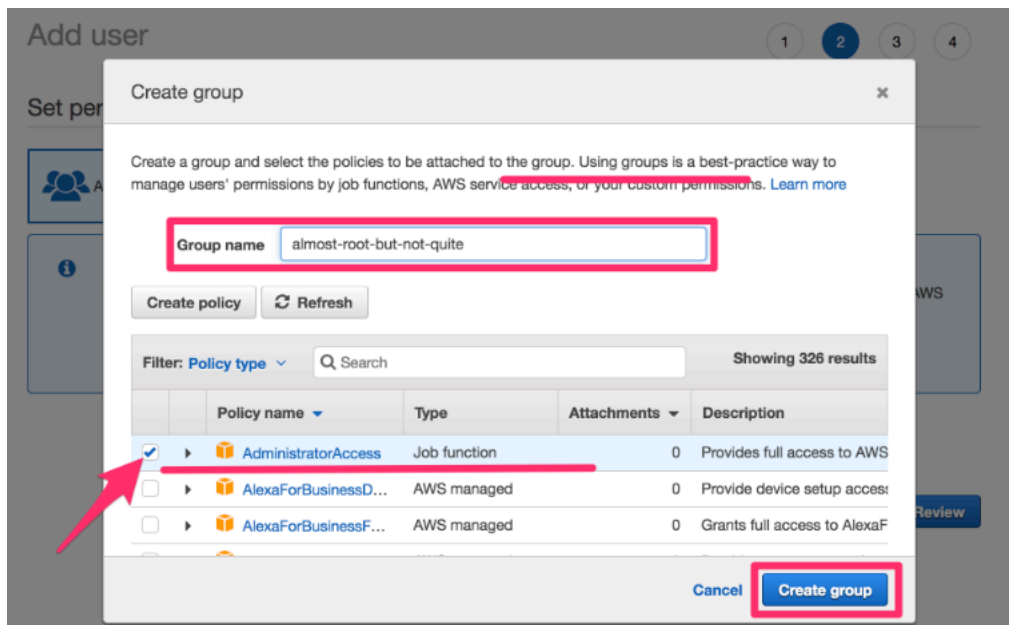 Add user
1 2 3 4
Set per
Create group
Create a group and select the policies to be attached to the group. Using groups is a best-practice way to
manage users' permissions by job functions, AWS service access, or your custom permissions. Learn more
A
Group name almost-root-but-not-quite
Create policy Refresh
AWS
Filter: Policy type Search Showing 326 results
Policy name Type Attachments Description
AdministratorAccess Job function 0 Provides full access to AWS
AlexaForBusinessD... AWS managed 0 Provide device setup access
AlexaForBusinessF... AWS managed 0 Grants full access to AlexaF
Review
Cancel Create group